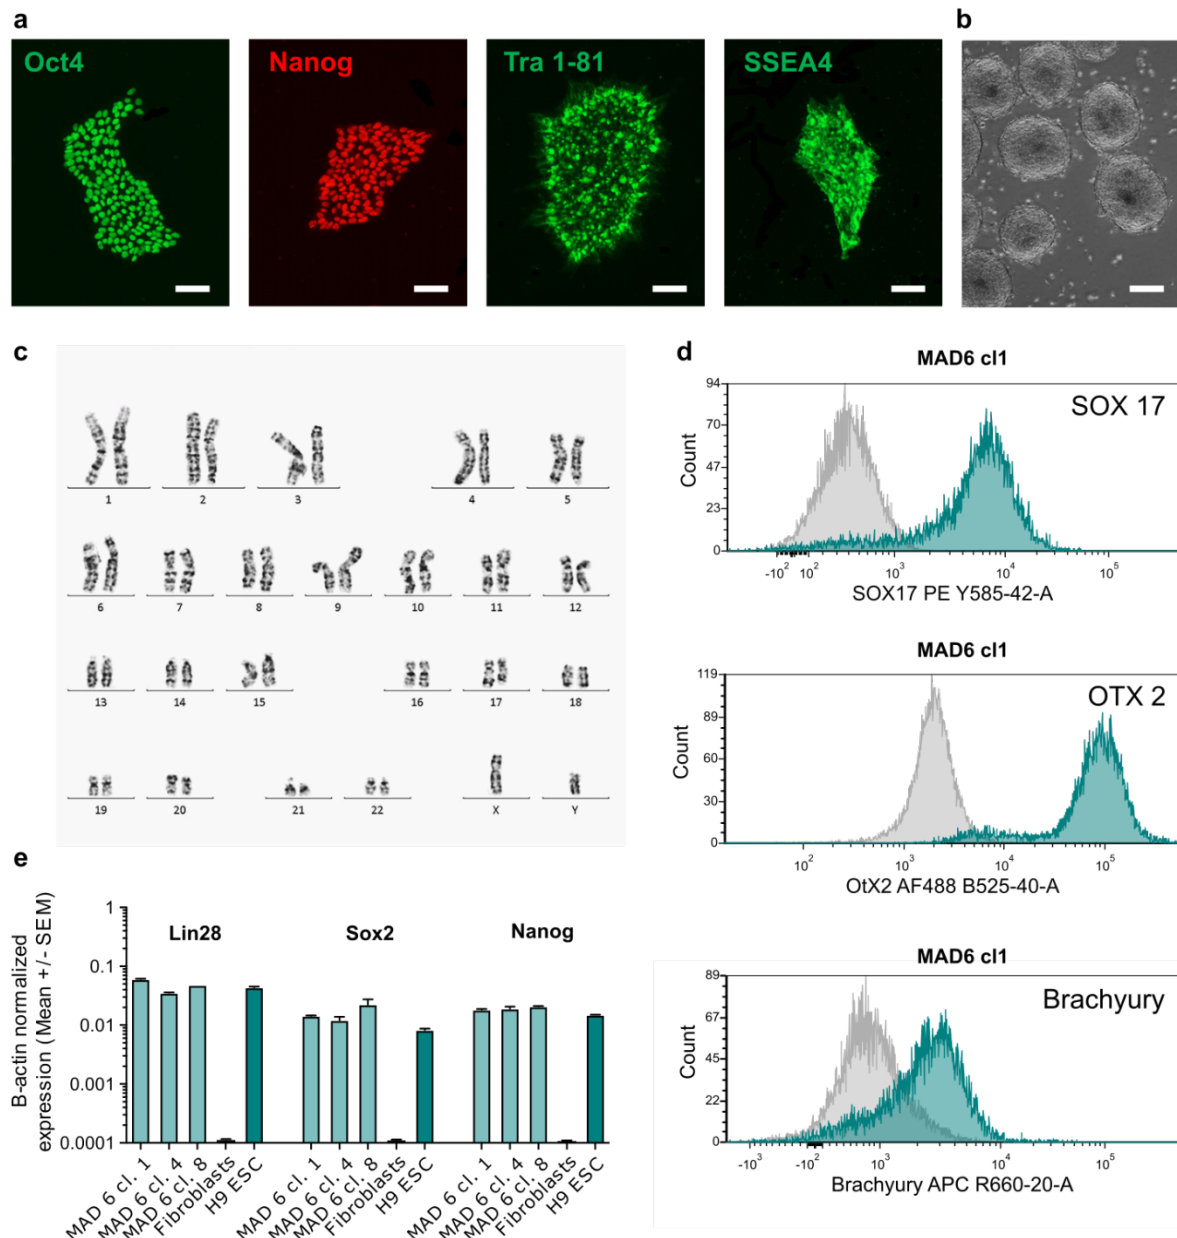 a
b
Oct4
Nanog
Tra 1-81
SSEA4
c
1 2 3 4 5
6 7 8 9 10 11 12
13 14 15 16 17 18
19 20 21 22 X Y
d
MAD6 cl1
SOX 17
94
70
47
23
0
Count
-10² 10² 10³ 10⁴ 10⁵
SOX17 PE Y585-42-A
MAD6 cl1
OTX 2
119
89
60
30
0
Count
10² 10³ 10⁴ 10⁵
OtX2 AF488 B525-40-A
MAD6 cl1
Brachyury
89
67
45
22
0
Count
-10³ -10² 10³ 10⁴ 10⁵
Brachyury APC R660-20-A
e
B-actin normalized
expression (Mean +/- SEM)
1
0.1
0.01
0.001
0.0001
Lin28
Sox2
Nanog
MAD 6 cl. 1
MAD 6 cl. 4
MAD 6 cl. 8
Fibroblasts
H9 ESC
MAD 6 cl. 1
MAD 6 cl. 4
MAD 6 cl. 8
Fibroblasts
H9 ESC
MAD 6 cl. 1
MAD 6 cl. 4
MAD 6 cl. 8
Fibroblasts
H9 ESC